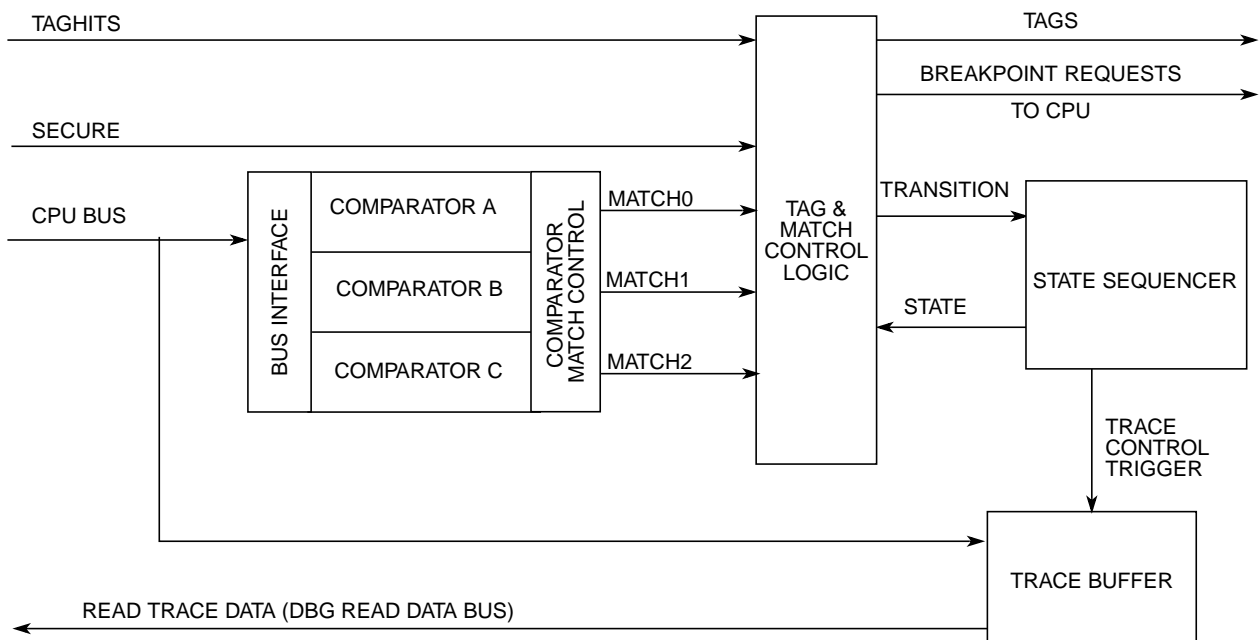 TAGHITS
TAGS
BREAKPOINT REQUESTS
TO CPU
SECURE
CPU BUS
BUS INTERFACE
COMPARATOR A
COMPARATOR B
COMPARATOR C
COMPARATOR
MATCH CONTROL
MATCH0
MATCH1
MATCH2
TAG &
MATCH
CONTROL
LOGIC
TRANSITION
STATE
STATE SEQUENCER
TRACE
CONTROL
TRIGGER
TRACE BUFFER
READ TRACE DATA (DBG READ DATA BUS)